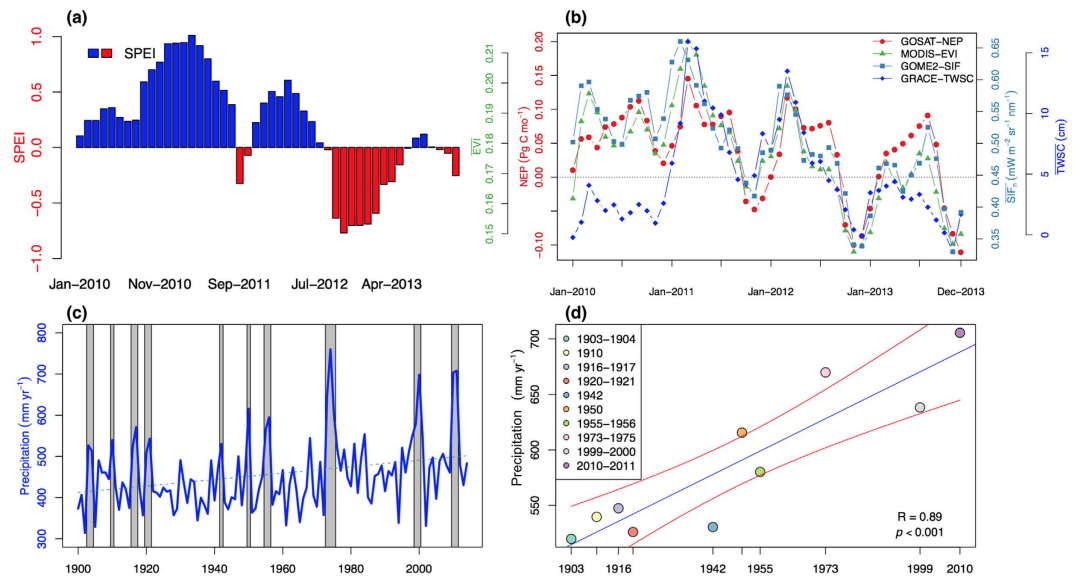 (a)
SPEI
1.0
0.5
0.0
−0.5
−1.0
SPEI
Jan−2010
Nov−2010
Sep−2011
Jul−2012
Apr−2013
EVI
0.21
0.20
0.19
0.18
0.17
0.16
0.15
(b)
NEP (Pg C mo⁻¹)
0.20
0.15
0.10
0.05
0.00
−0.10
GOSAT−NEP
MODIS−EVI
GOME2−SIF
GRACE−TWSC
Jan−2010
Jan−2011
Jan−2012
Jan−2013
Dec−2013
SIFₙ (mW m⁻² sr⁻¹ nm⁻¹)
0.65
0.60
0.55
0.50
0.45
0.40
0.35
TWSC (cm)
15
10
5
0
(c)
Precipitation (mm yr⁻¹)
800
700
600
500
400
300
1900
1920
1940
1960
1980
2000
(d)
Precipitation (mm yr⁻¹)
700
650
600
550
1903−1904
1910
1916−1917
1920−1921
1942
1950
1955−1956
1973−1975
1999−2000
2010−2011
R = 0.89
p < 0.001
1903
1916
1942
1955
1973
1999
2010